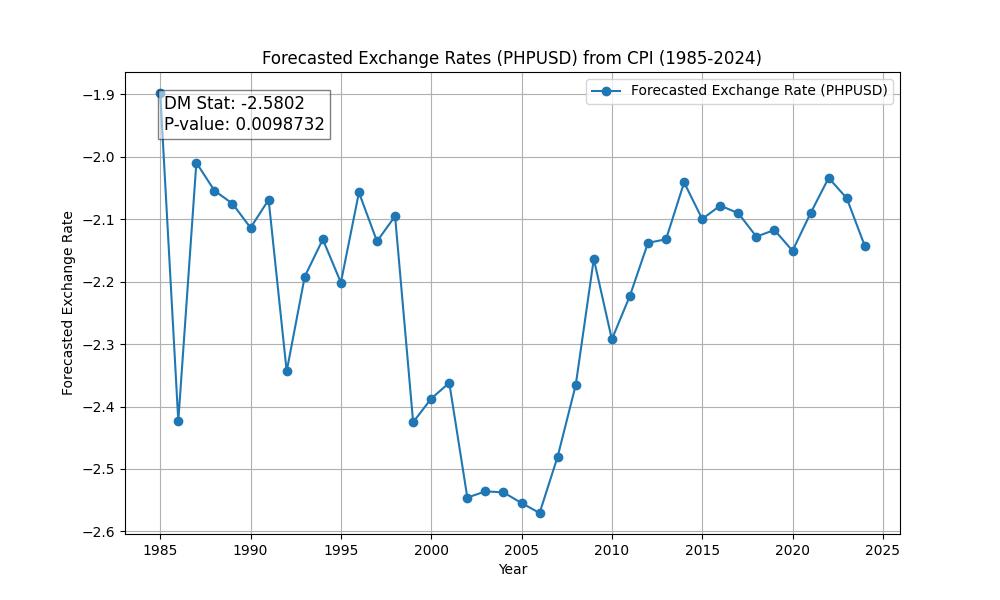 Forecasted Exchange Rates (PHPUSD) from CPI (1985-2024)
DM Stat: -2.5802
P-value: 0.0098732
Forecasted Exchange Rate (PHPUSD)
Forecasted Exchange Rate
−1.9
−2.0
−2.1
−2.2
−2.3
−2.4
−2.5
−2.6
1985 1990 1995 2000 2005 2010 2015 2020 2025
Year